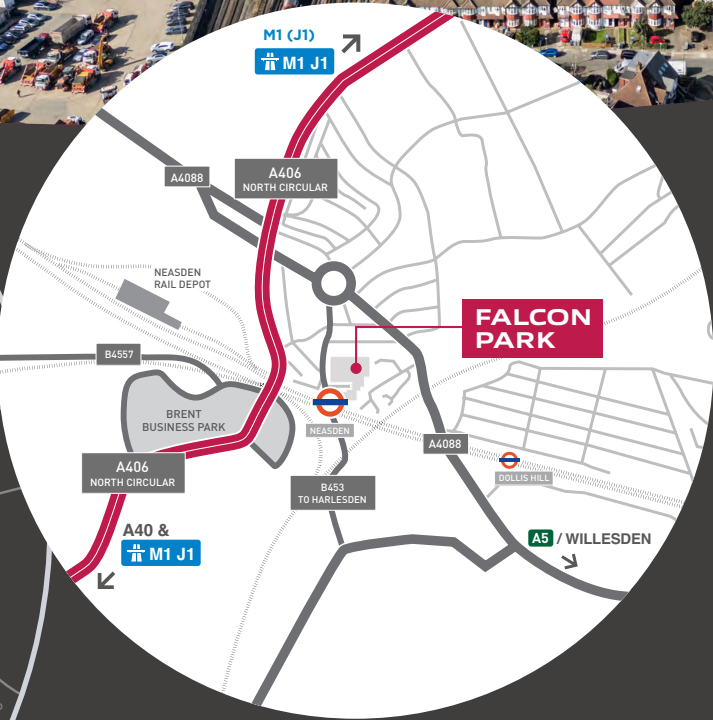 M1 (J1)
M1 J1
A4088
A406
NORTH CIRCULAR
NEASDEN
RAIL DEPOT
FALCON
PARK
B4557
BRENT
BUSINESS PARK
NEASDEN
A4088
A406
NORTH CIRCULAR
DOLLIS HILL
B453
TO HARLESDEN
A40 &
M1 J1
A5 / WILLESDEN